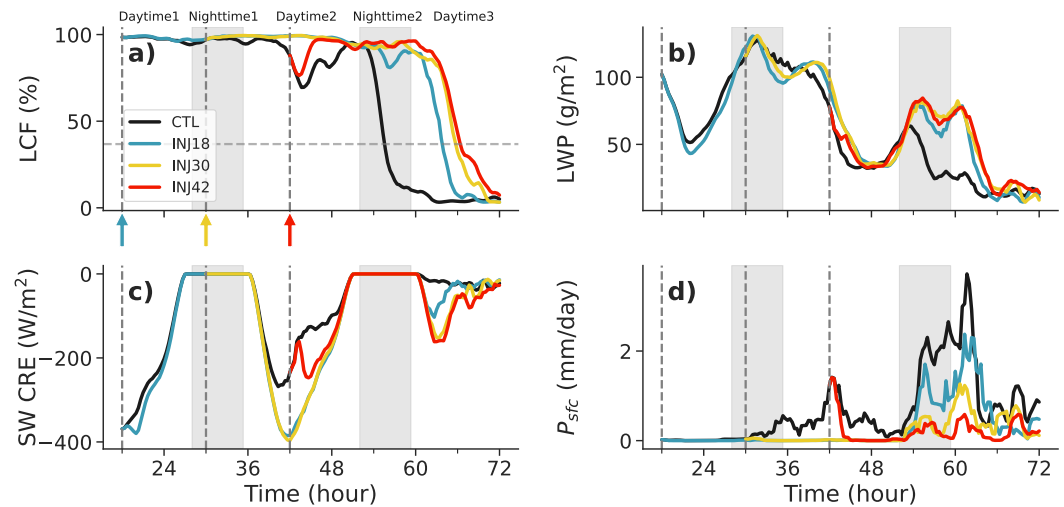 Daytime1 Nighttime1 Daytime2 Nighttime2 Daytime3
a)
LCF (%)
100
50
0
CTL
INJ18
INJ30
INJ42
b)
LWP (g/m²)
100
50
c)
SW CRE (W/m²)
0
−200
−400
24 36 48 60 72
Time (hour)
d)
P_sfc (mm/day)
2
0
24 36 48 60 72
Time (hour)